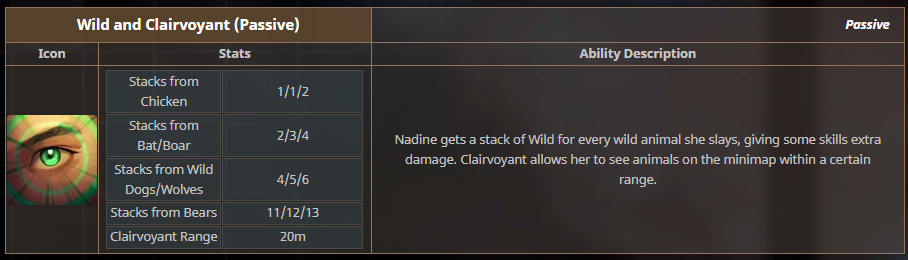 Wild and Clairvoyant (Passive)
Passive
Icon
Stats
Ability Description
Stacks from
Chicken
1/1/2
Stacks from
Bat/Boar
2/3/4
Stacks from Wild
Dogs/Wolves
4/5/6
Stacks from Bears
11/12/13
Clairvoyant Range
20m
Nadine gets a stack of Wild for every wild animal she slays, giving some skills extra
damage. Clairvoyant allows her to see animals on the minimap within a certain
range.